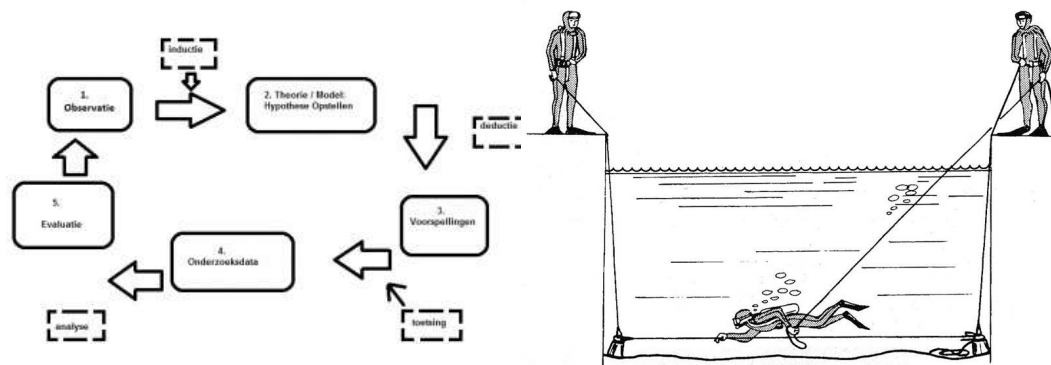 inductie
1.
Observatie
2. Theorie / Model:
Hypothese Opstellen
deductie
3.
Voorspellingen
4.
Onderzoeksdata
toetsing
5.
Evaluatie
analyse